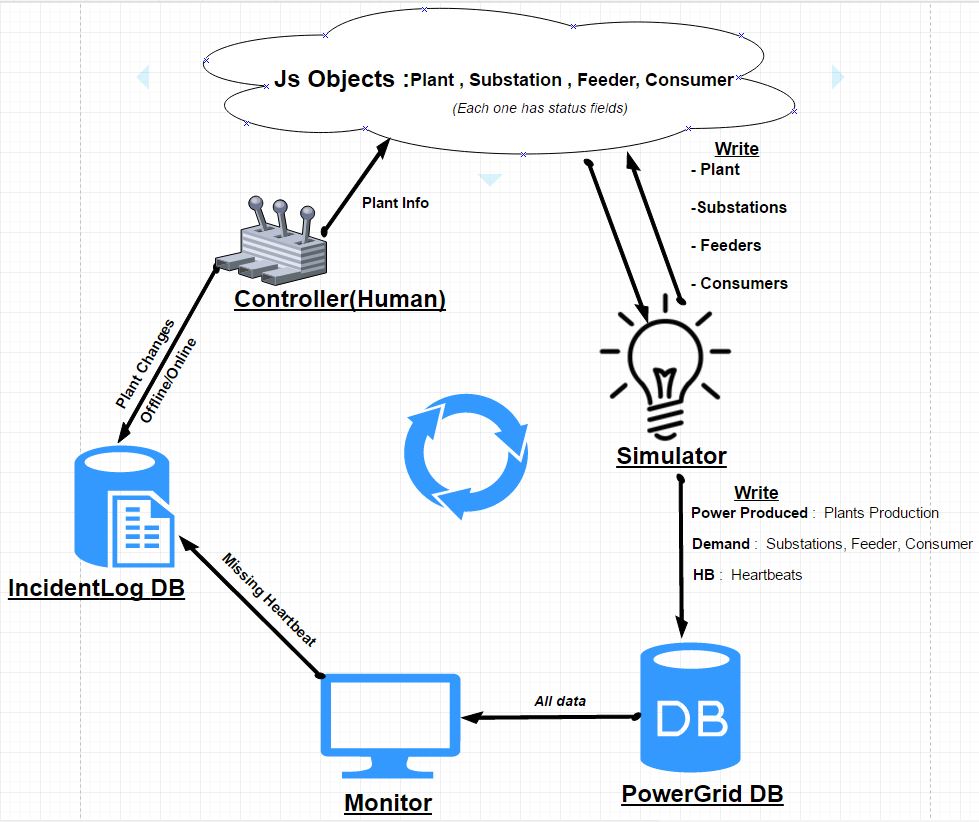 Js Objects :Plant , Substation , Feeder, Consumer
(Each one has status fields)
Write
- Plant
-Substations
- Feeders
- Consumers
Plant Info
Controller(Human)
Plant Changes
Offline/Online
Simulator
Write
Power Produced : Plants Production
Demand : Substations, Feeder, Consumer
HB : Heartbeats
IncidentLog DB
Missing Heartbeat
All data
DB
Monitor
PowerGrid DB